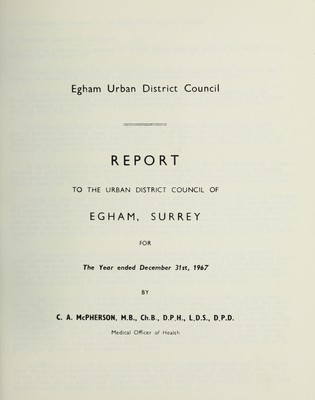 Egham Urban District Council
REPORT
TO THE URBAN DISTRICT COUNCIL OF
EGHAM, SURREY
FOR
The Year ended December 31st, 1967
BY
C. A. McPHERSON, M.B., Ch.B., D.P.H., L.D.S., D.P.D.
Medical Officer of Health